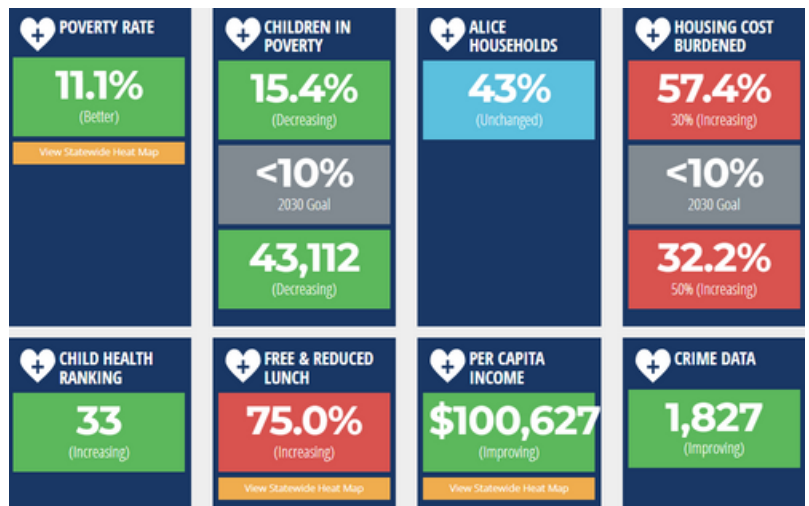 POVERTY RATE
11.1%
(Better)
View Statewide Heat Map
CHILDREN IN
POVERTY
15.4%
(Decreasing)
<10%
2030 Goal
43,112
(Decreasing)
ALICE
HOUSEHOLDS
43%
(Unchanged)
HOUSING COST
BURDENED
57.4%
30% (Increasing)
<10%
2030 Goal
32.2%
50% (Increasing)
CHILD HEALTH
RANKING
33
(Increasing)
FREE & REDUCED
LUNCH
75.0%
(Increasing)
View Statewide Heat Map
PER CAPITA
INCOME
$100,627
(Improving)
View Statewide Heat Map
CRIME DATA
1,827
(Improving)